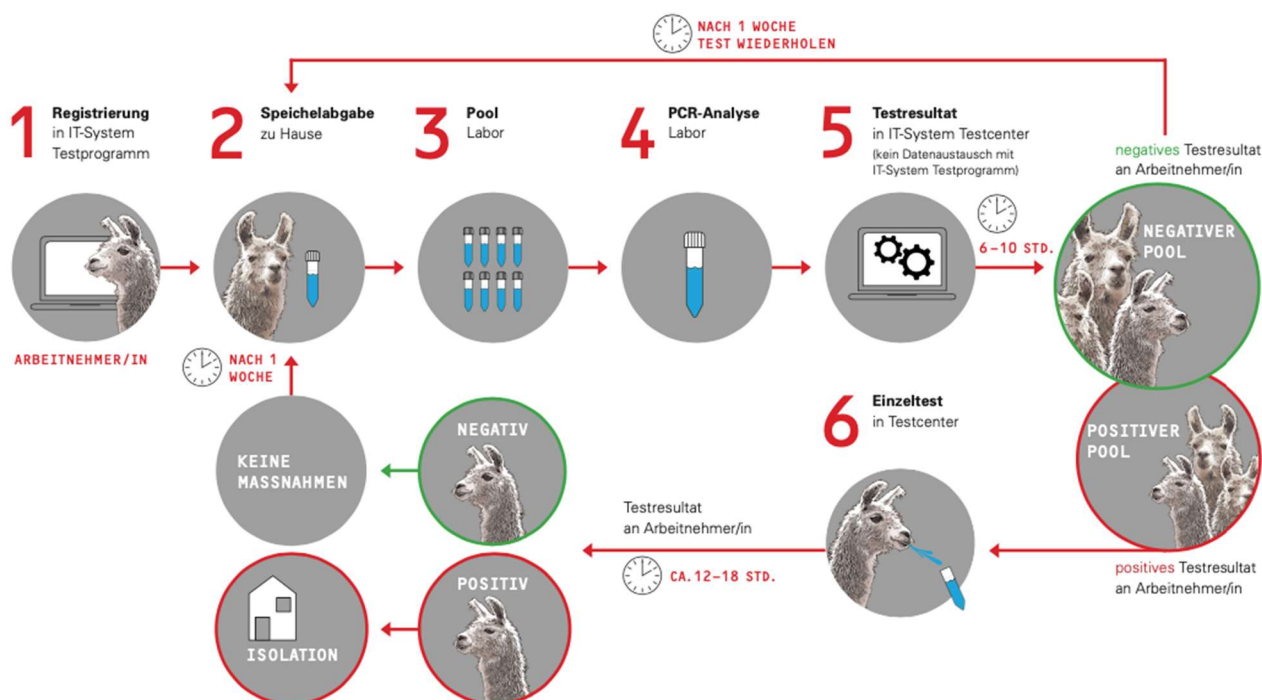 NACH 1 WOCHE
TEST WIEDERHOLEN
1
Registrierung
in IT-System
Testprogramm
2
Speichelabgabe
zu Hause
3
Pool
Labor
4
PCR-Analyse
Labor
5
Testresultat
in IT-System Testcenter
(kein Datenaustausch mit
IT-System Testprogramm)
negatives Testresultat
an Arbeitnehmer/in
6–10 STD.
NEGATIVER
POOL
ARBEITNEHMER/IN
NACH 1
WOCHE
6
Einzeltest
in Testcenter
POSITIVER
POOL
NEGATIV
KEINE
MASSNAHMEN
Testresultat
an Arbeitnehmer/in
CA. 12–18 STD.
positives Testresultat
an Arbeitnehmer/in
POSITIV
ISOLATION